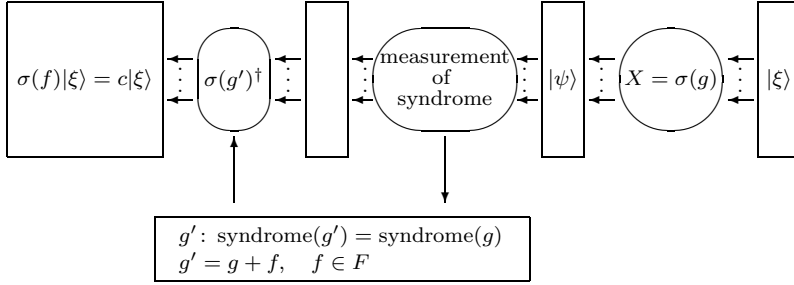 σ(f)|ξ⟩ = c|ξ⟩
σ(g′)†
measurement
of
syndrome
|ψ⟩
X = σ(g)
|ξ⟩
g′: syndrome(g′) = syndrome(g)
g′ = g + f, f ∈ F